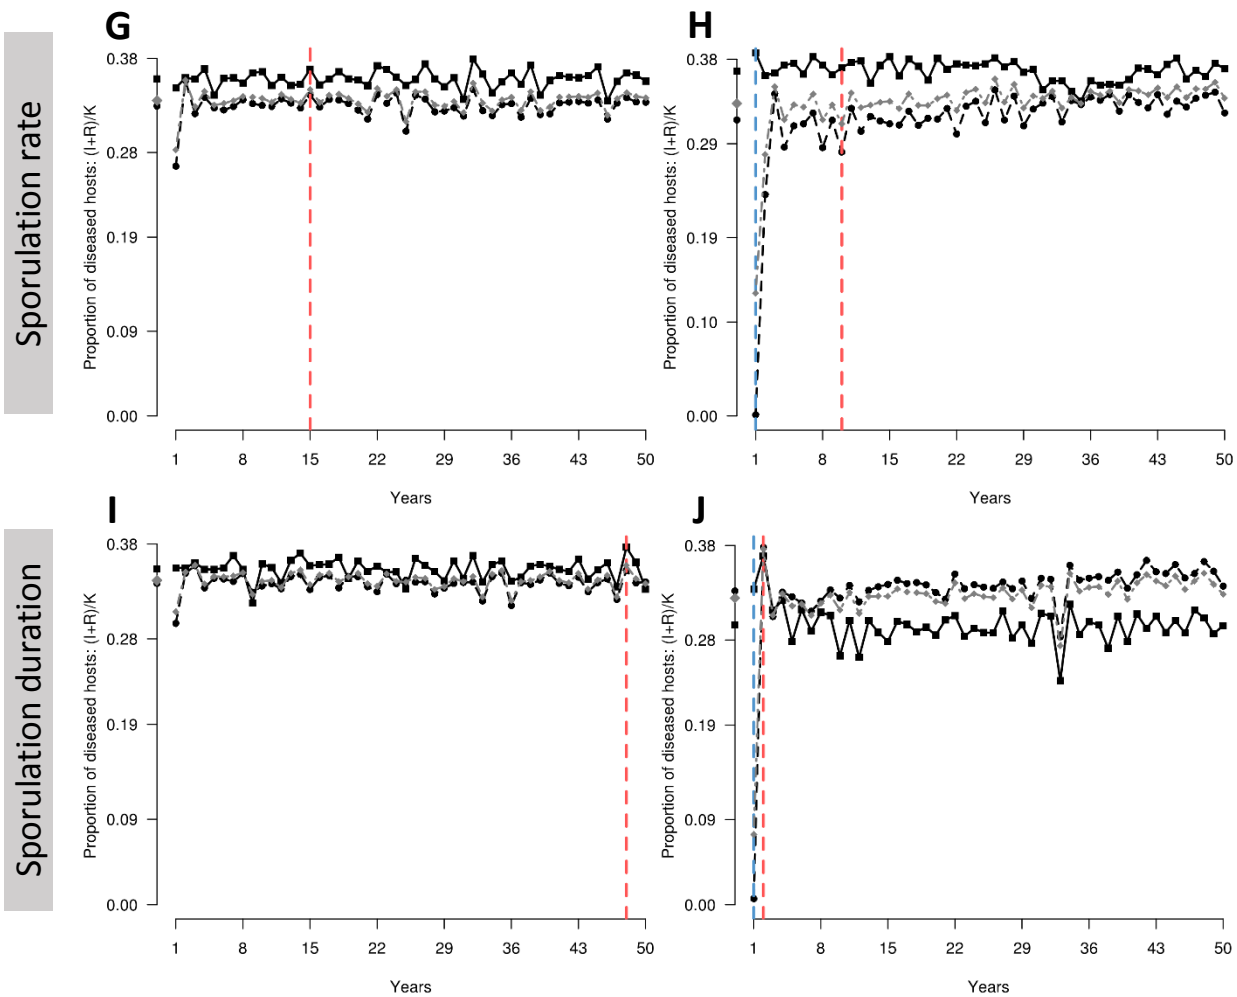 Sporulation rate
G
Proportion of diseased hosts: (I+R)/K
0.38
0.28
0.19
0.09
0.00
1 8 15 22 29 36 43 50
Years
H
Proportion of diseased hosts: (I+R)/K
0.38
0.29
0.19
0.10
0.00
1 8 15 22 29 36 43 50
Years
Sporulation duration
I
Proportion of diseased hosts: (I+R)/K
0.38
0.28
0.19
0.09
0.00
1 8 15 22 29 36 43 50
Years
J
Proportion of diseased hosts: (I+R)/K
0.38
0.28
0.19
0.09
0.00
1 8 15 22 29 36 43 50
Years